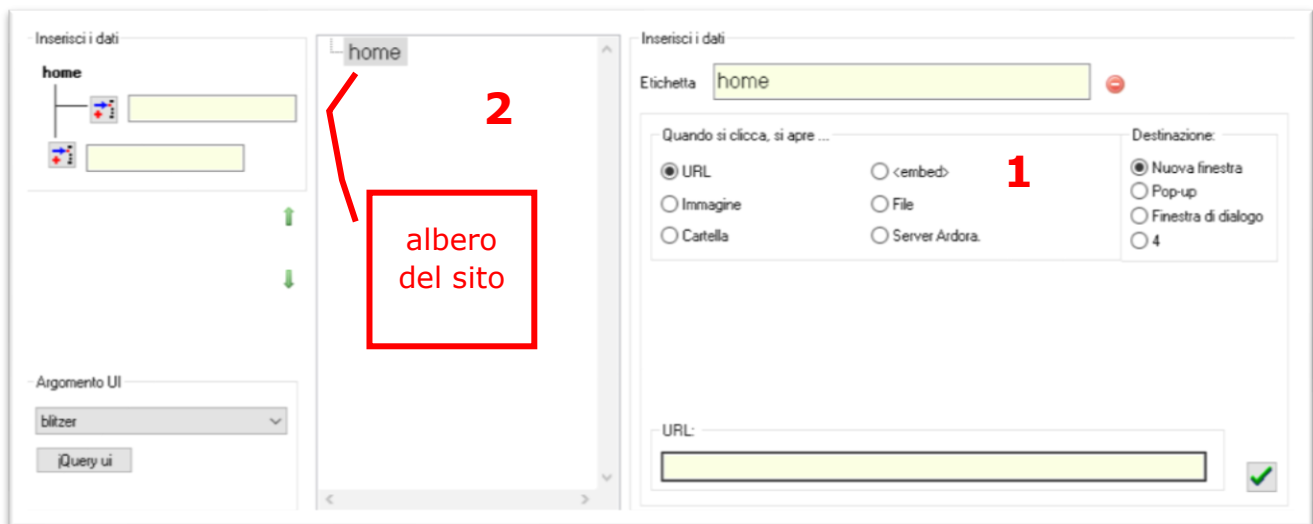 Inserisci i dati
home
Argomento UI
blitzer
jQuery ui
home
2
albero
del sito
Inserisci i dati
Etichetta home
Quando si clicca, si apre ...
URL
<embed>
1
Immagine
File
Cartella
Server Ardora.
Destinazione:
Nuova finestra
Pop-up
Finestra di dialogo
4
URL: